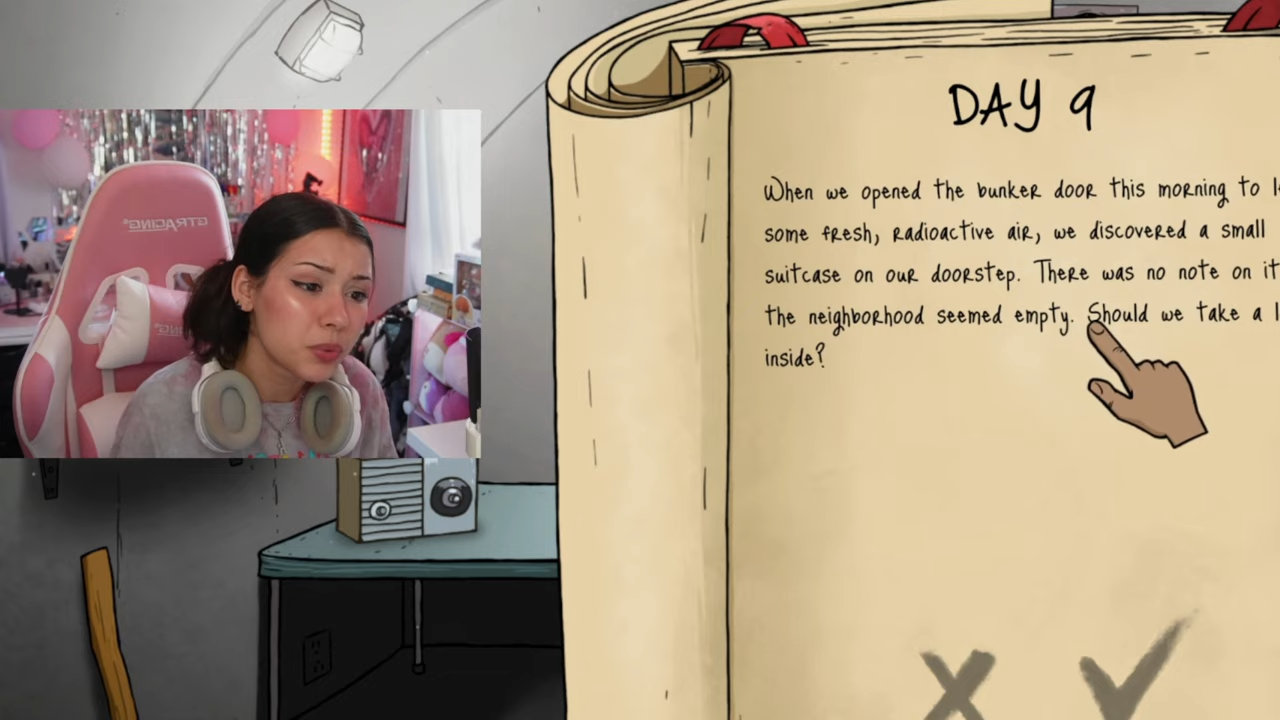 DAY 9
When we opened the bunker door this morning to
some fresh, radioactive air, we discovered a small
suitcase on our doorstep. There was no note on it
the neighborhood seemed empty. Should we take a
inside?
GTRACING